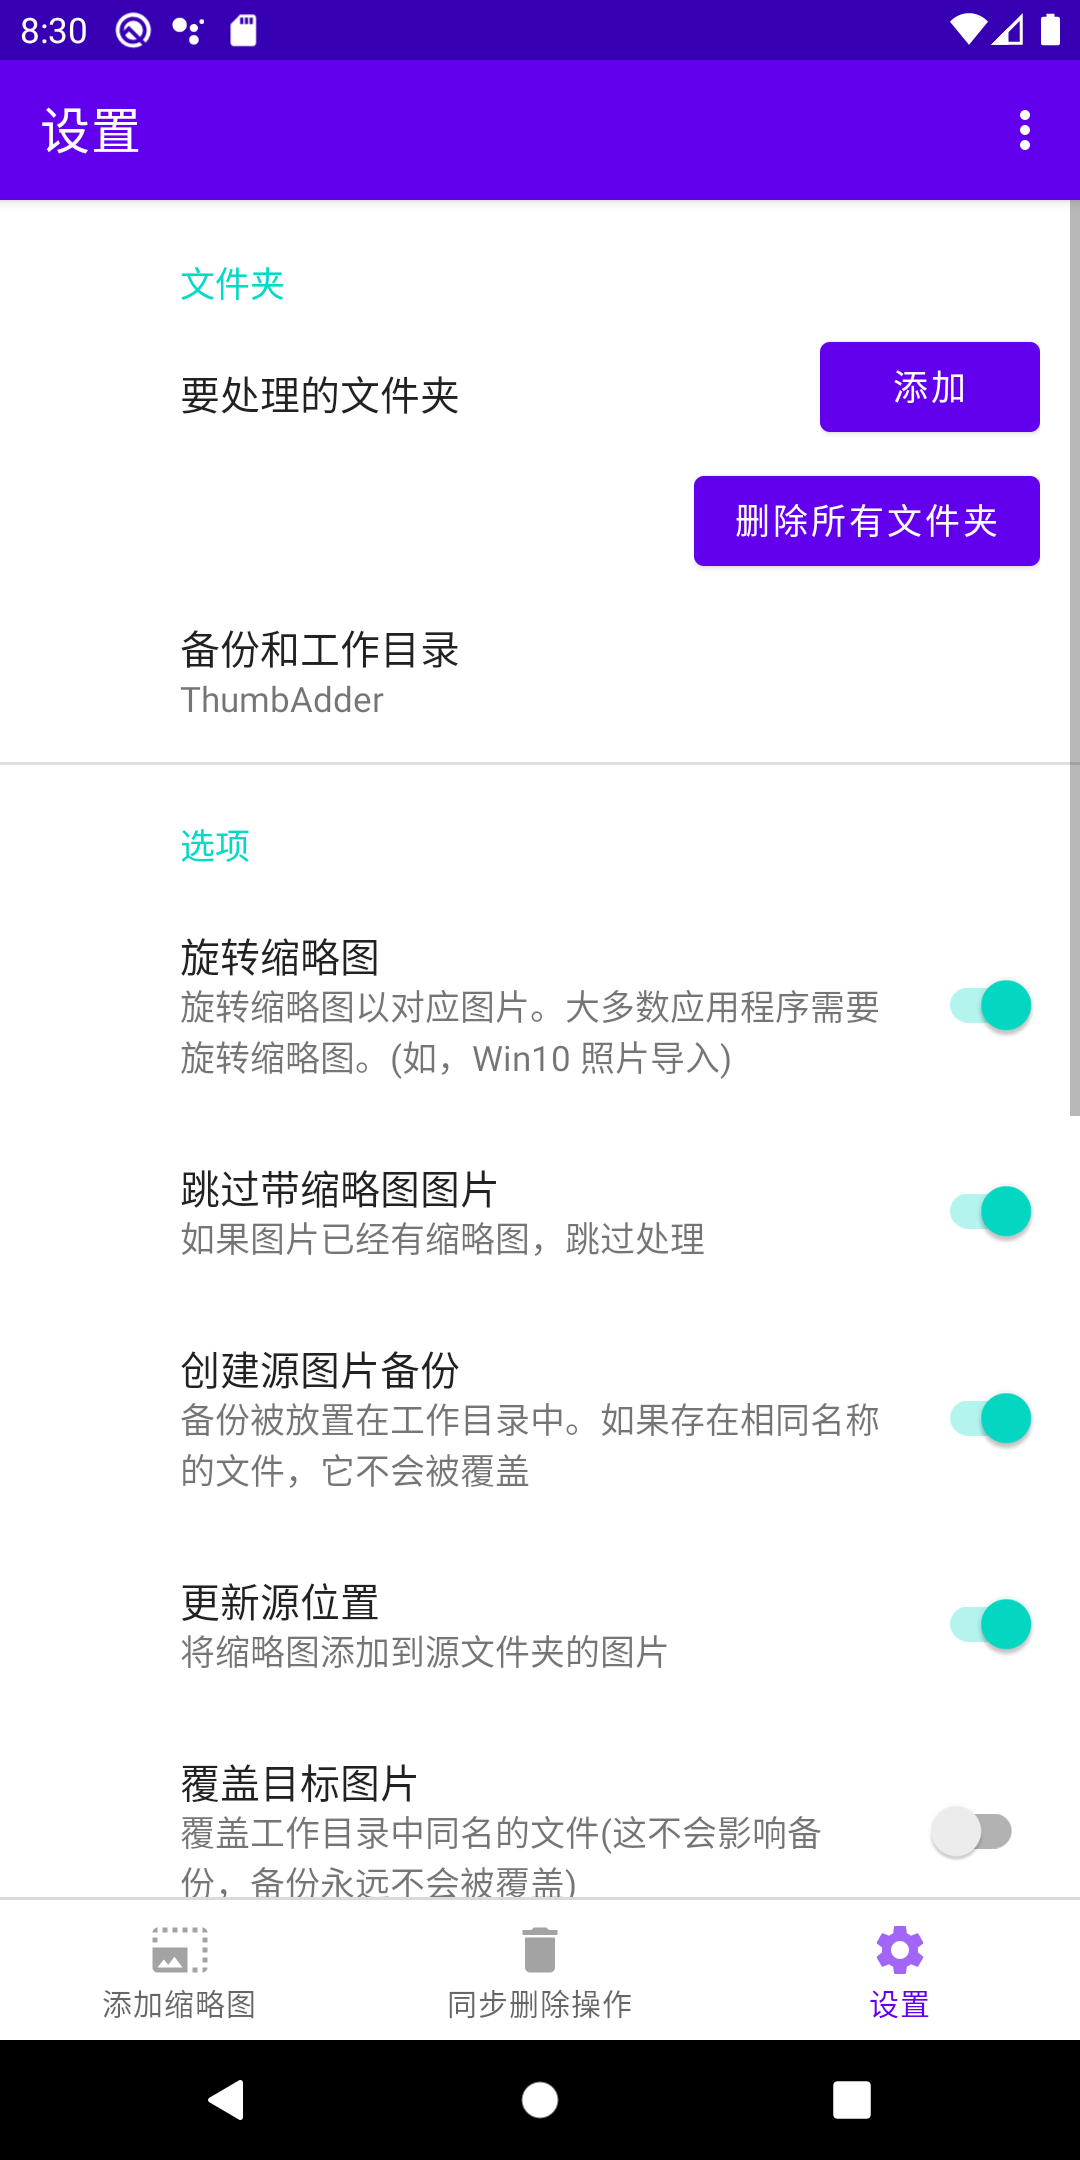 8:30
设置
文件夹
要处理的文件夹
添加
删除所有文件夹
备份和工作目录
ThumbAdder
选项
旋转缩略图
旋转缩略图以对应图片。大多数应用程序需要
旋转缩略图。(如，Win10 照片导入)
跳过带缩略图图片
如果图片已经有缩略图，跳过处理
创建源图片备份
备份被放置在工作目录中。如果存在相同名称
的文件，它不会被覆盖
更新源位置
将缩略图添加到源文件夹的图片
覆盖目标图片
覆盖工作目录中同名的文件(这不会影响备
份，备份永远不会被覆盖)
添加缩略图
同步删除操作
设置